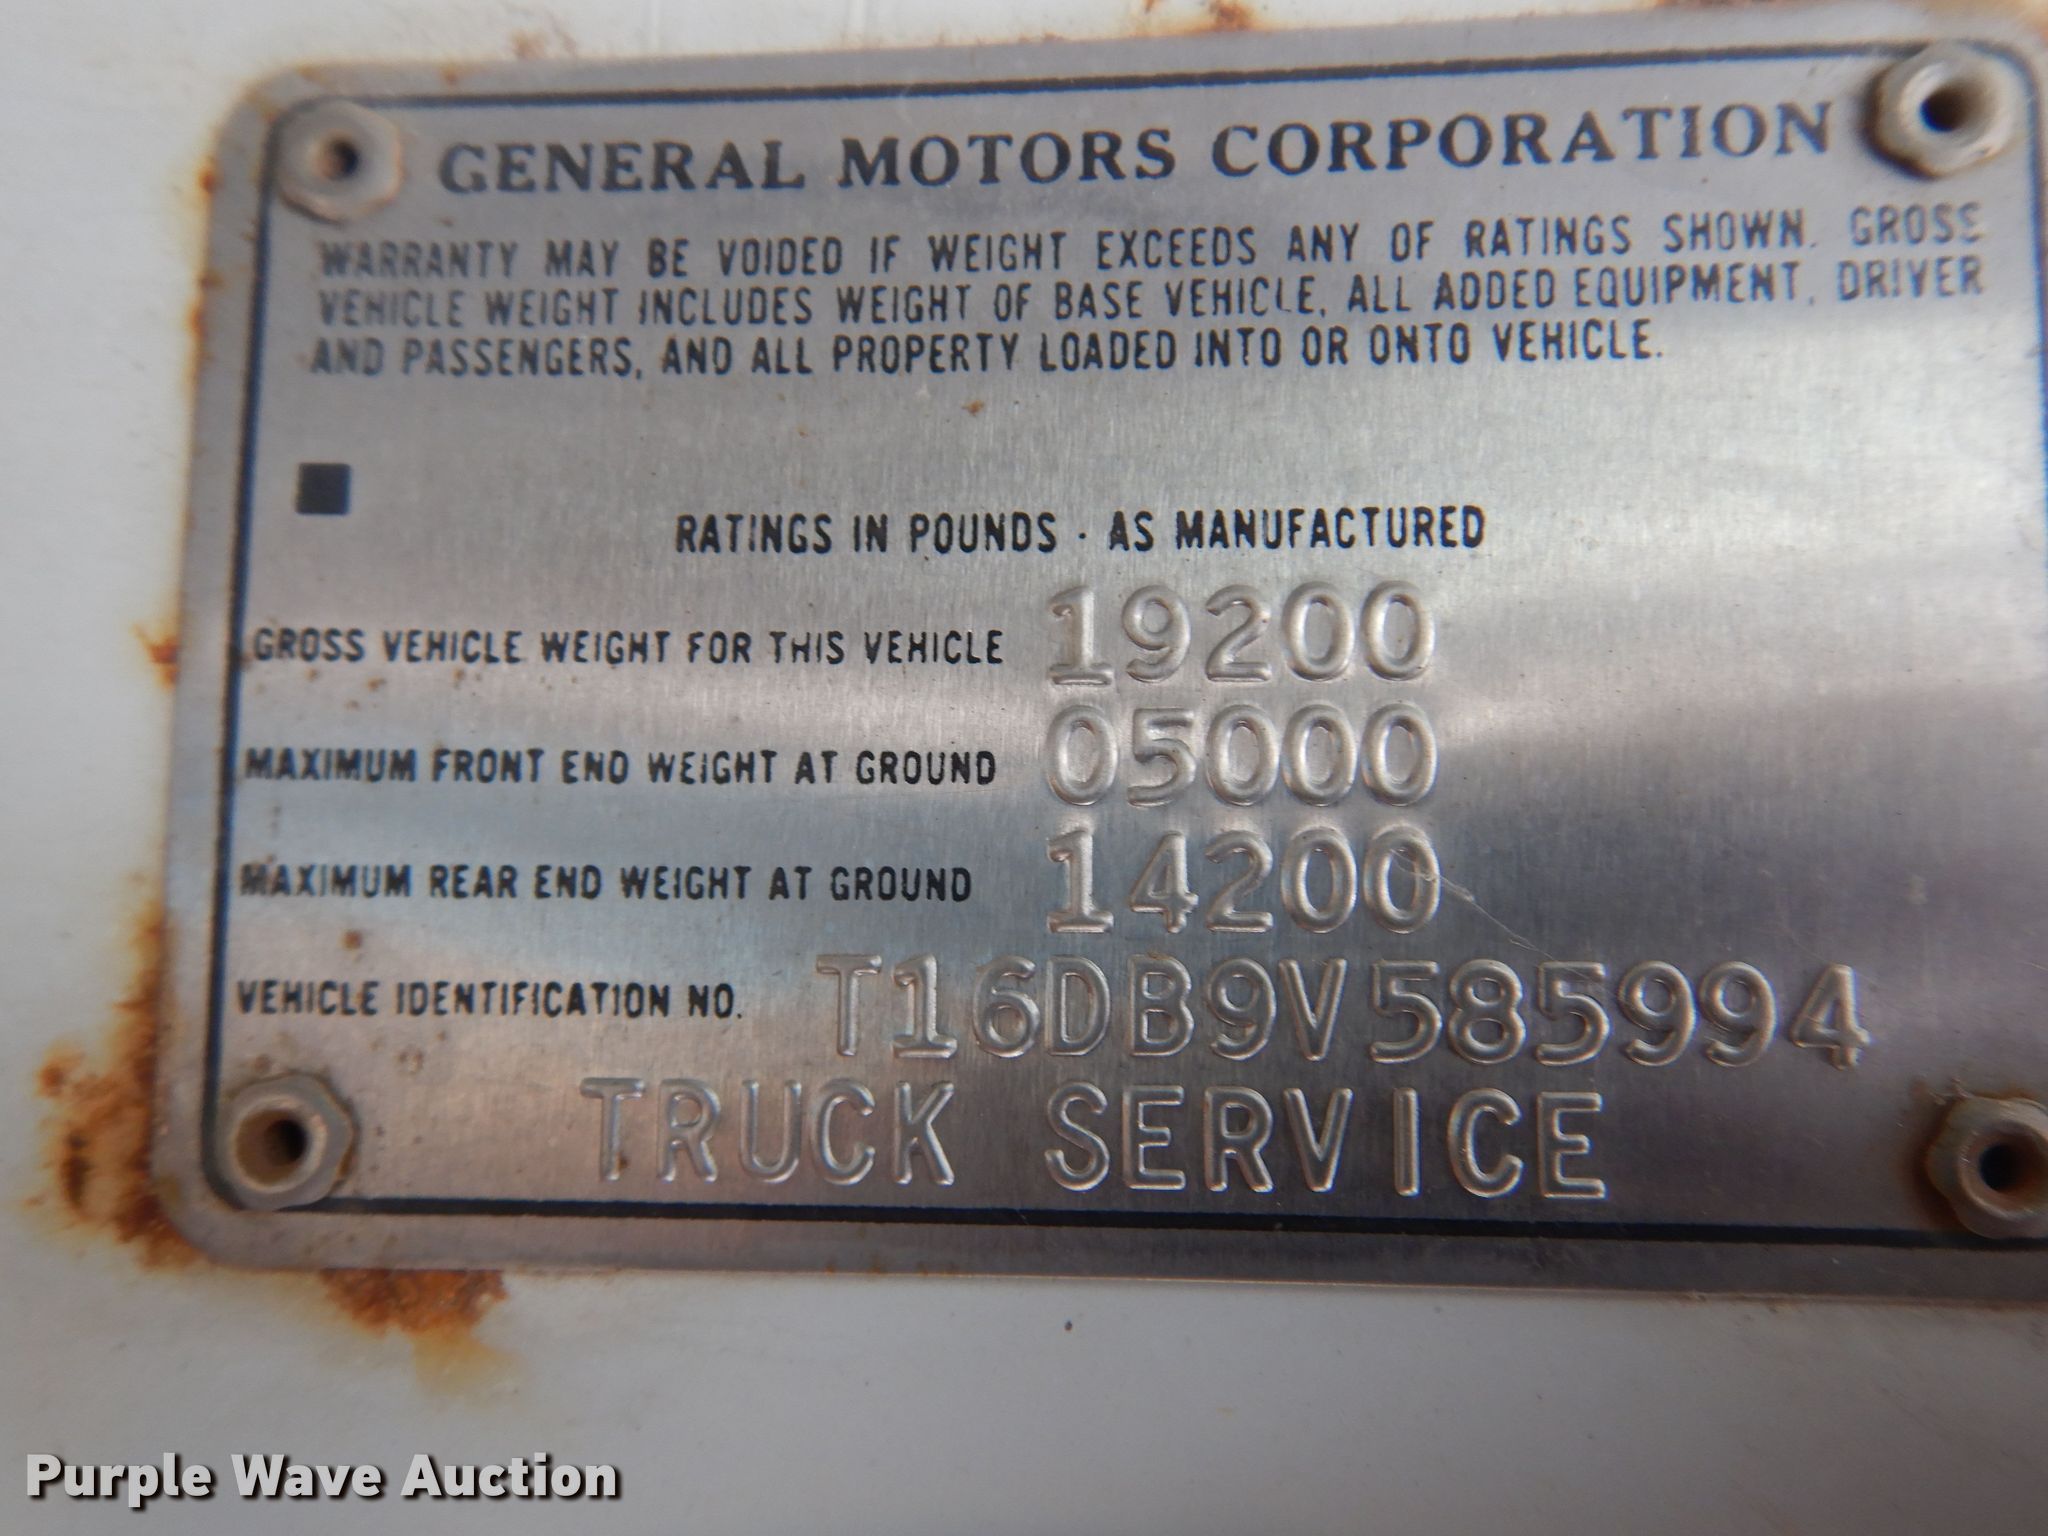 GENERAL MOTORS CORPORATION
WARRANTY MAY BE VOIDED IF WEIGHT EXCEEDS ANY OF RATINGS SHOWN. GROSS
VEHICLE WEIGHT INCLUDES WEIGHT OF BASE VEHICLE, ALL ADDED EQUIPMENT, DRIVER
AND PASSENGERS, AND ALL PROPERTY LOADED INTO OR ONTO VEHICLE.
RATINGS IN POUNDS - AS MANUFACTURED
GROSS VEHICLE WEIGHT FOR THIS VEHICLE 19200
MAXIMUM FRONT END WEIGHT AT GROUND 05000
MAXIMUM REAR END WEIGHT AT GROUND 14200
VEHICLE IDENTIFICATION NO. T16DB9V585994
TRUCK SERVICE
Purple Wave Auction